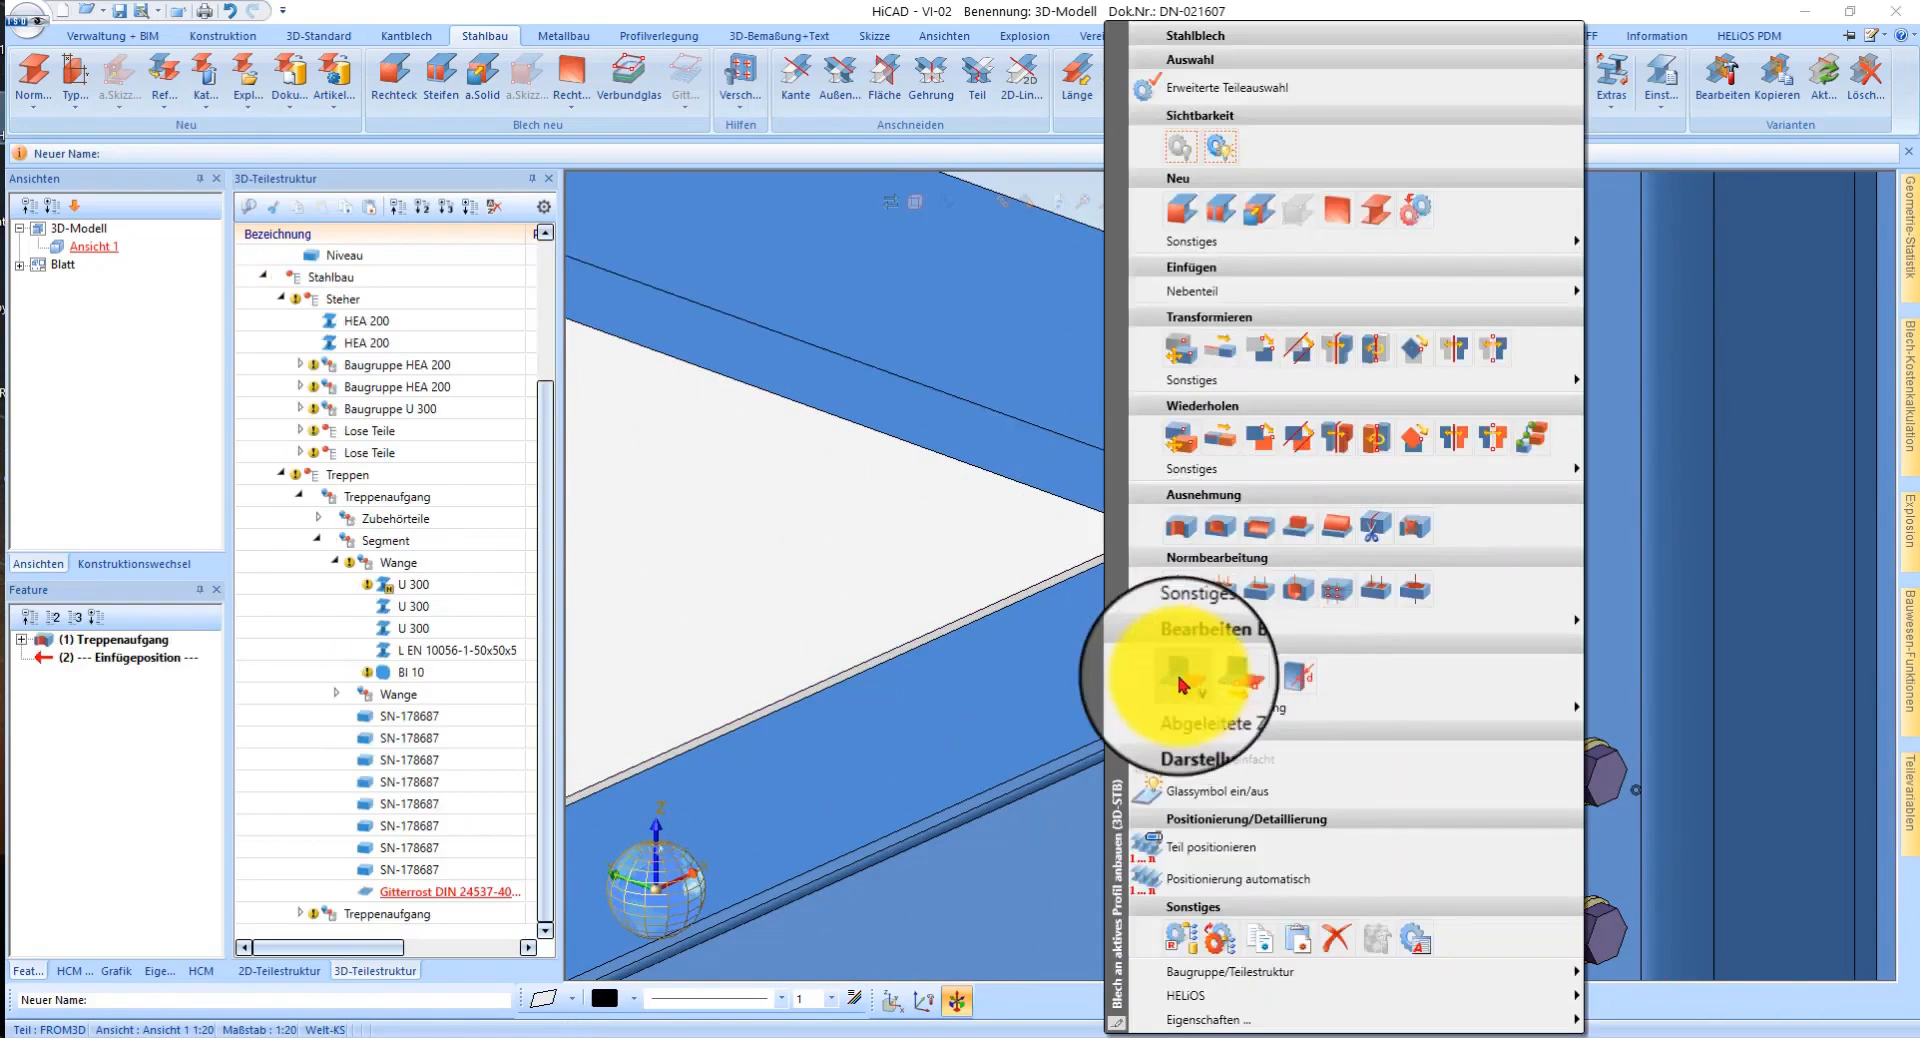 HiCAD - VI-02 Benennung: 3D-Modell Dok.Nr.: DN-021607
ISD
Verwaltung + BIM Konstruktion 3D-Standard Kantblech Stahlbau Metallbau Profilverlegung 3D-Bemaßung+Text Skizze Ansichten Explosion Information HELiOS PDM
Norm... Typ... a.Skizz... Ref... Kat... Expl... Doku... Artikel... Rechteck Steifen a.Solid a.Skizz... Recht... Verbundglas Gitt... Versch... Kante Außen... Fläche Gehrung Teil 2D-Lin... Länge Extras Einst... Bearbeiten Kopieren Akt... Lösch...
Neu Blech neu Hilfen Anschneiden Varianten
Neuer Name:
Ansichten
3D-Modell
Ansicht 1
Blatt
Ansichten Konstruktionswechsel
Feature
(1) Treppenaufgang
(2) --- Einfügeposition ---
Feat... HCM ... Grafik Eige... HCM
3D-Teilestruktur
Bezeichnung
Niveau
Stahlbau
Steher
HEA 200
HEA 200
Baugruppe HEA 200
Baugruppe HEA 200
Baugruppe U 300
Lose Teile
Lose Teile
Treppen
Treppenaufgang
Zubehörteile
Segment
Wange
U 300
U 300
U 300
L EN 10056-1-50x50x5
Bl 10
Wange
SN-178687
SN-178687
SN-178687
SN-178687
SN-178687
SN-178687
SN-178687
SN-178687
Gitterrost DIN 24537-40...
Treppenaufgang
2D-Teilestruktur 3D-Teilestruktur
Z
Stahlblech
Auswahl
Erweiterte Teileauswahl
Sichtbarkeit
Neu
Sonstiges
Einfügen
Nebenteil
Transformieren
Sonstiges
Wiederholen
Sonstiges
Ausnehmung
Normbearbeitung
Sonstiges
Bearbeiten B
ng
Abgeleitete Z
Glassymbol ein/aus
Positionierung/Detaillierung
Teil positionieren
Positionierung automatisch
Sonstiges
Baugruppe/Teilestruktur
HELiOS
Eigenschaften ...
Blech an aktives Profil anbauen (3D-STB)
Geometrie-Statistik
Blech-Kostenkalkulation
Explosion
Bauwesen-Funktionen
Teilevarianten
Neuer Name:
1
Teil : FROM3D Ansicht : Ansicht 1 1:20 Maßstab : 1:20 Welt-KS